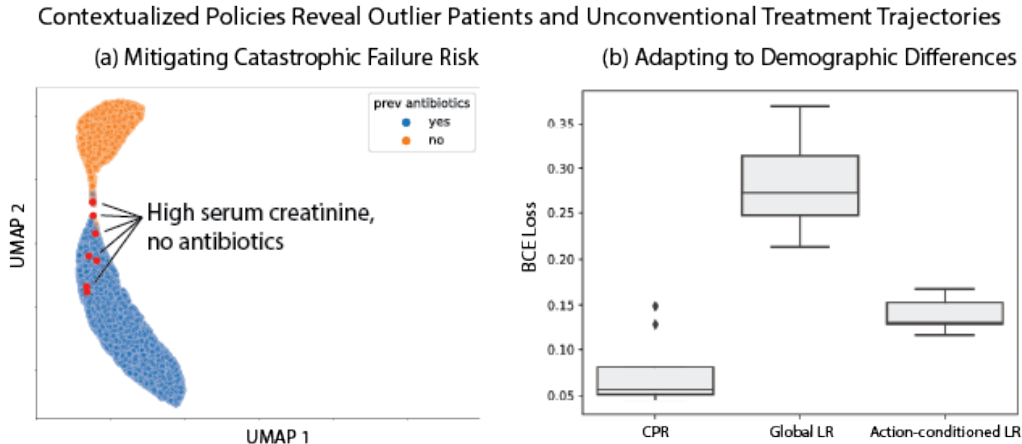 Contextualized Policies Reveal Outlier Patients and Unconventional Treatment Trajectories
(a) Mitigating Catastrophic Failure Risk
prev antibiotics
yes
no
High serum creatinine,
no antibiotics
UMAP 2
UMAP 1
(b) Adapting to Demographic Differences
BCE Loss
0.35
0.30
0.25
0.20
0.15
0.10
0.05
CPR
Global LR
Action-conditioned LR